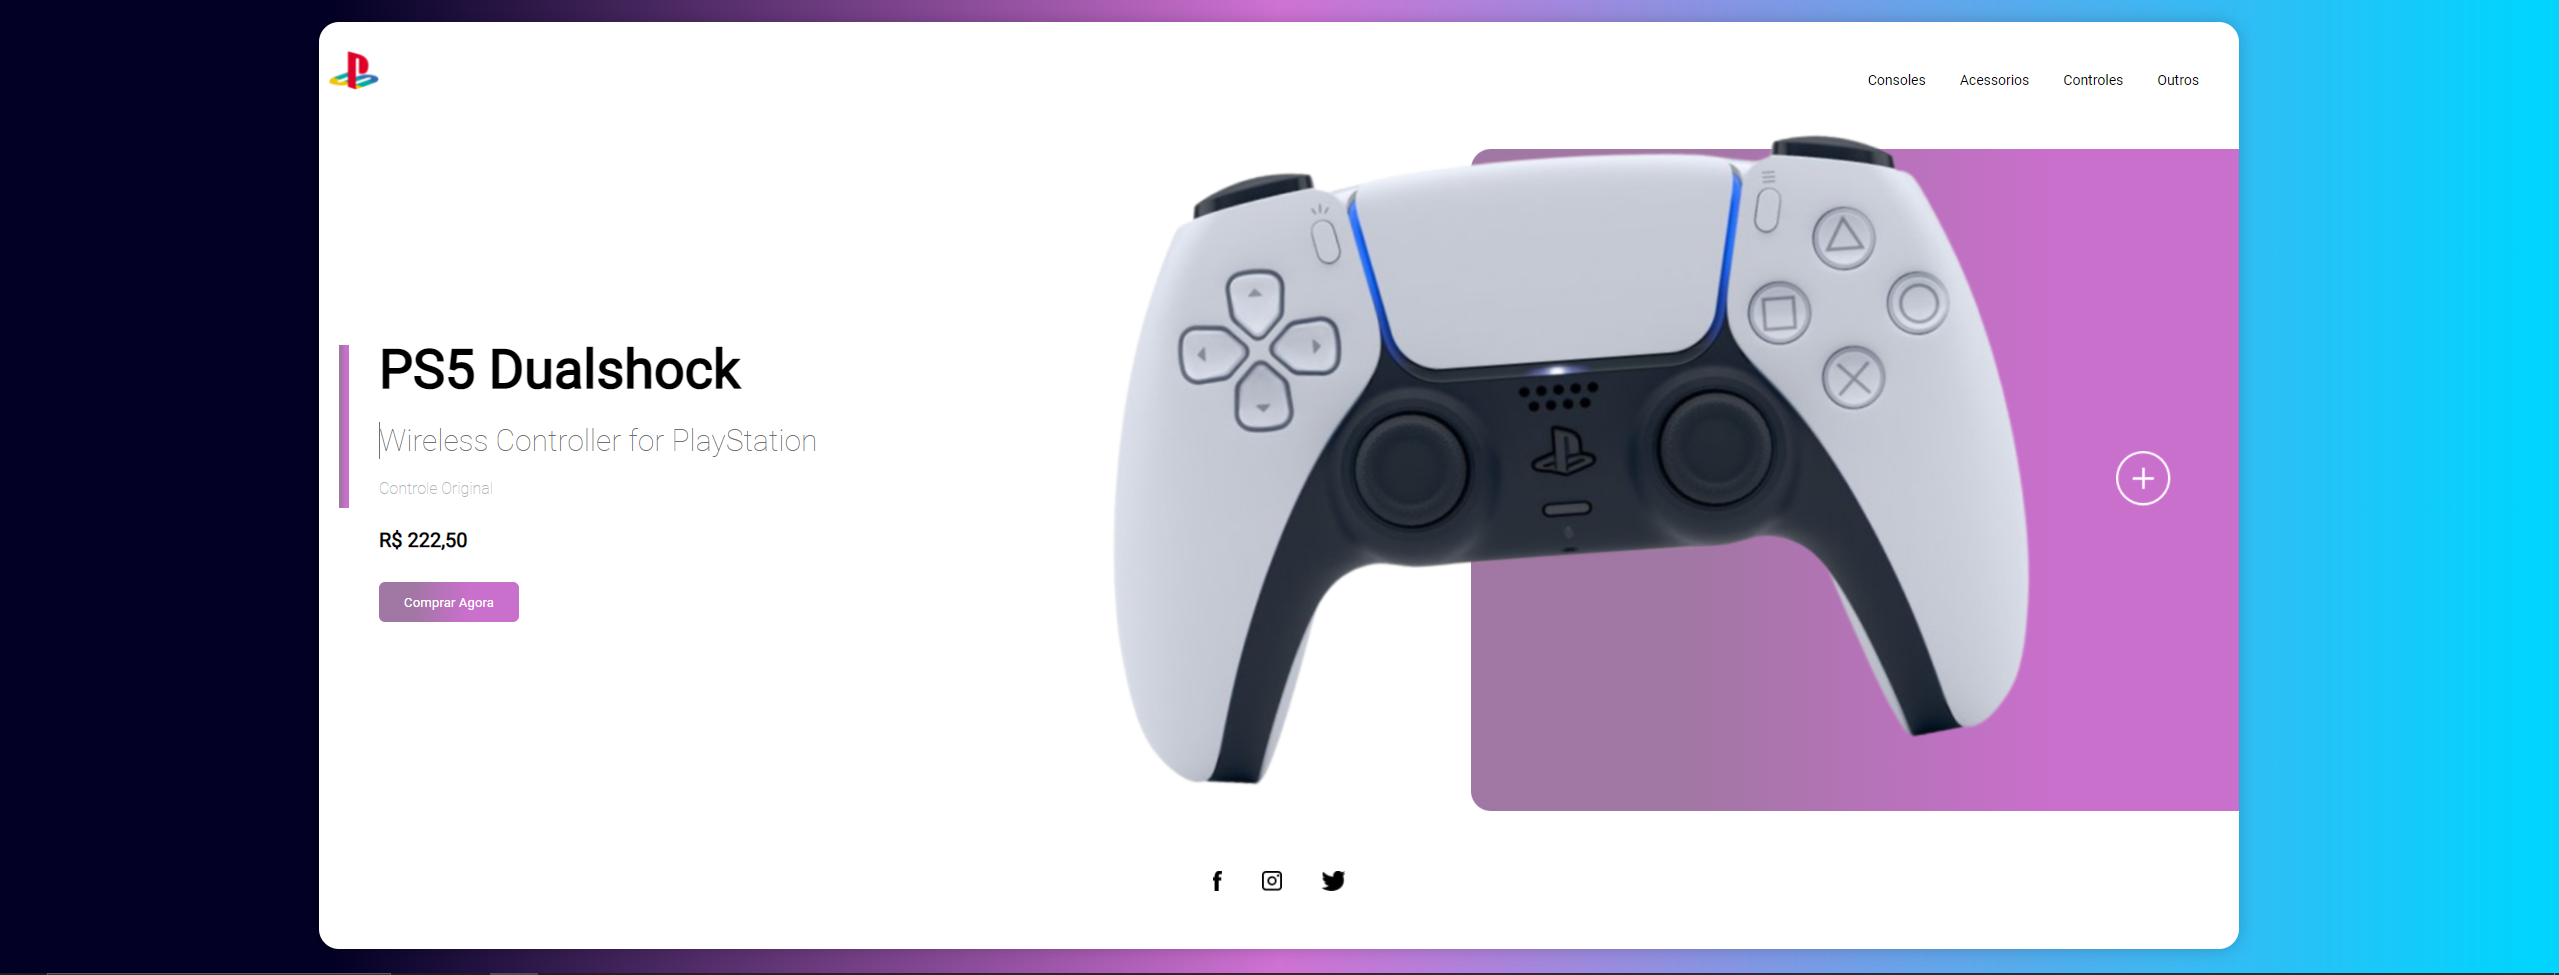 Consoles Acessorios Controles Outros
PS5 Dualshock
Wireless Controller for PlayStation
Controle Original
R$ 222,50
Comprar Agora